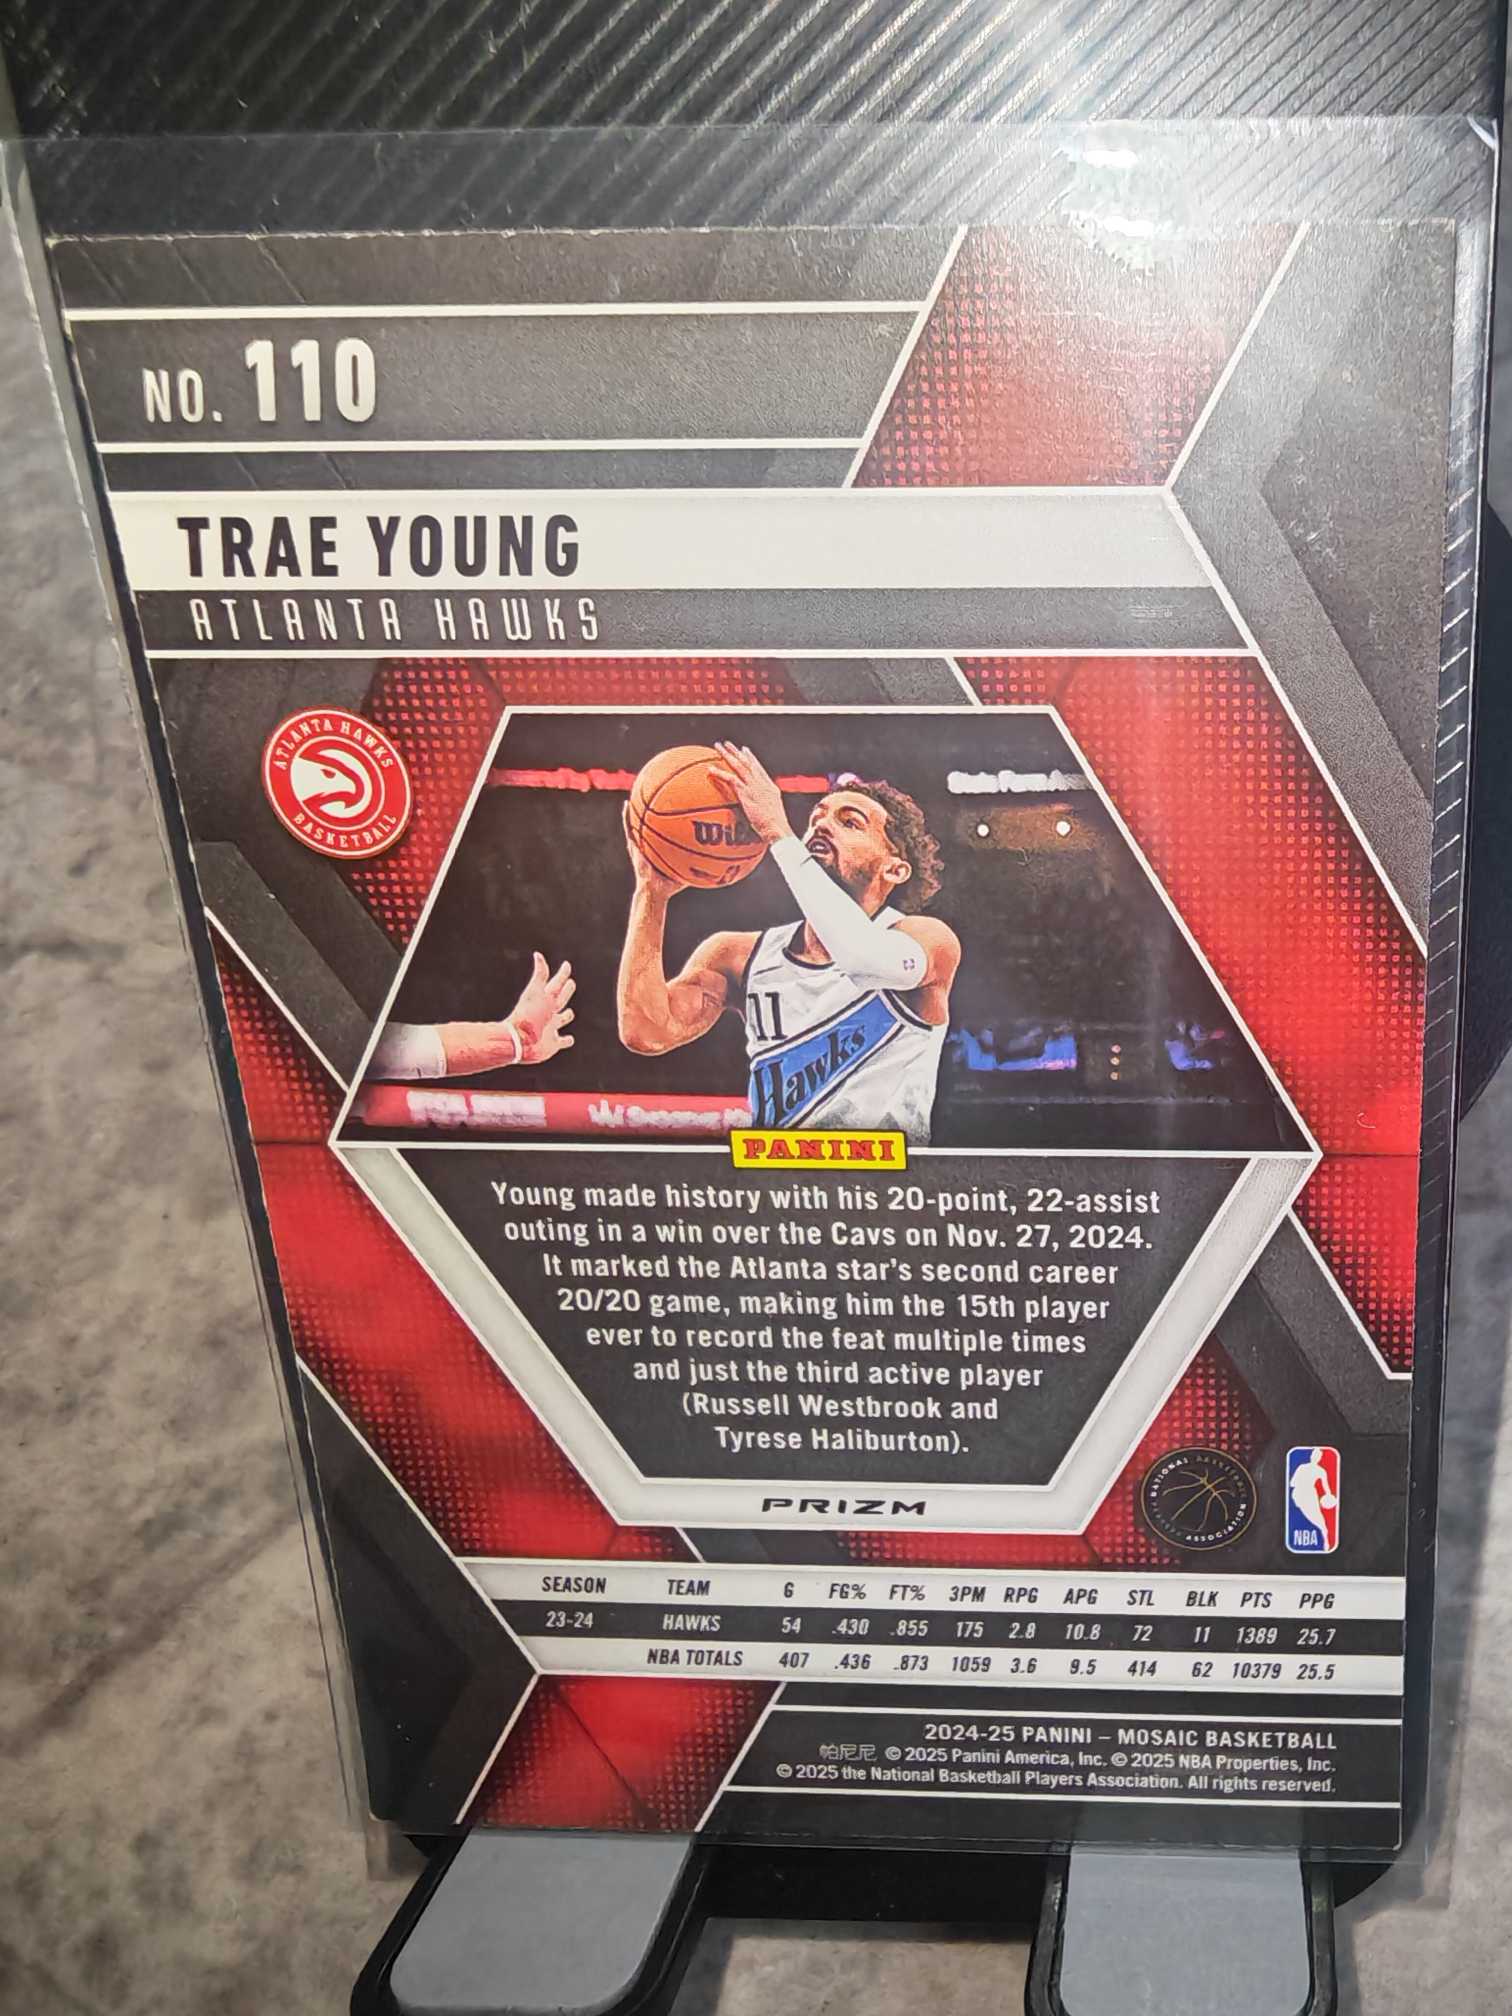 NO. 110
TRAE YOUNG
ATLANTA HAWKS
ATLANTA HAWKS
BASKETBALL
State Farm
Wil
11
Hawks
PANINI
Young made history with his 20-point, 22-assist
outing in a win over the Cavs on Nov. 27, 2024.
It marked the Atlanta star's second career
20/20 game, making him the 15th player
ever to record the feat multiple times
and just the third active player
(Russell Westbrook and
Tyrese Haliburton).
PRIZM
NATIONAL BASKETBALL
PLAYERS ASSOCIATION
NBA
SEASON TEAM G FG% FT% 3PM RPG APG STL BLK PTS PPG
23-24 HAWKS 54 .430 .855 175 2.8 10.8 72 11 1389 25.7
NBA TOTALS 407 .436 .873 1059 3.6 9.5 414 62 10379 25.5
2024-25 PANINI – MOSAIC BASKETBALL
帕尼尼 © 2025 Panini America, Inc. © 2025 NBA Properties, Inc.
© 2025 the National Basketball Players Association. All rights reserved.